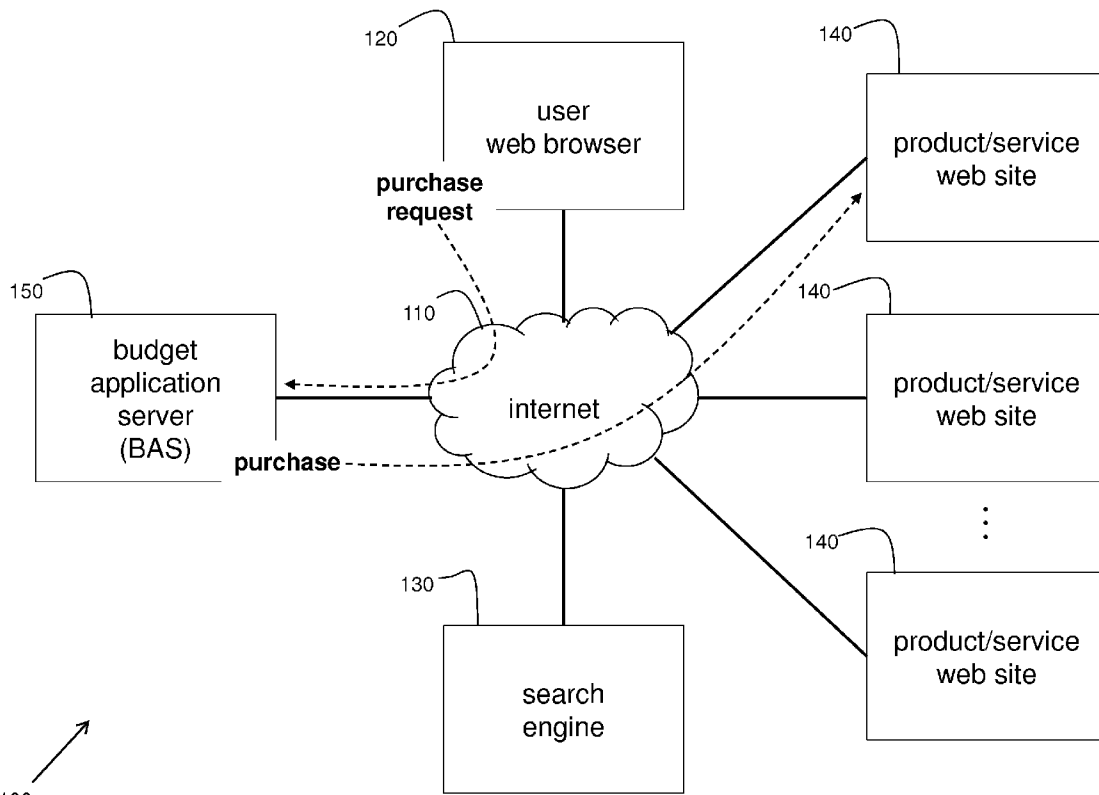 120
user
web browser
140
product/service
web site
purchase
request
150
budget
application
server
(BAS)
110
internet
140
product/service
web site
purchase
130
search
engine
140
product/service
web site